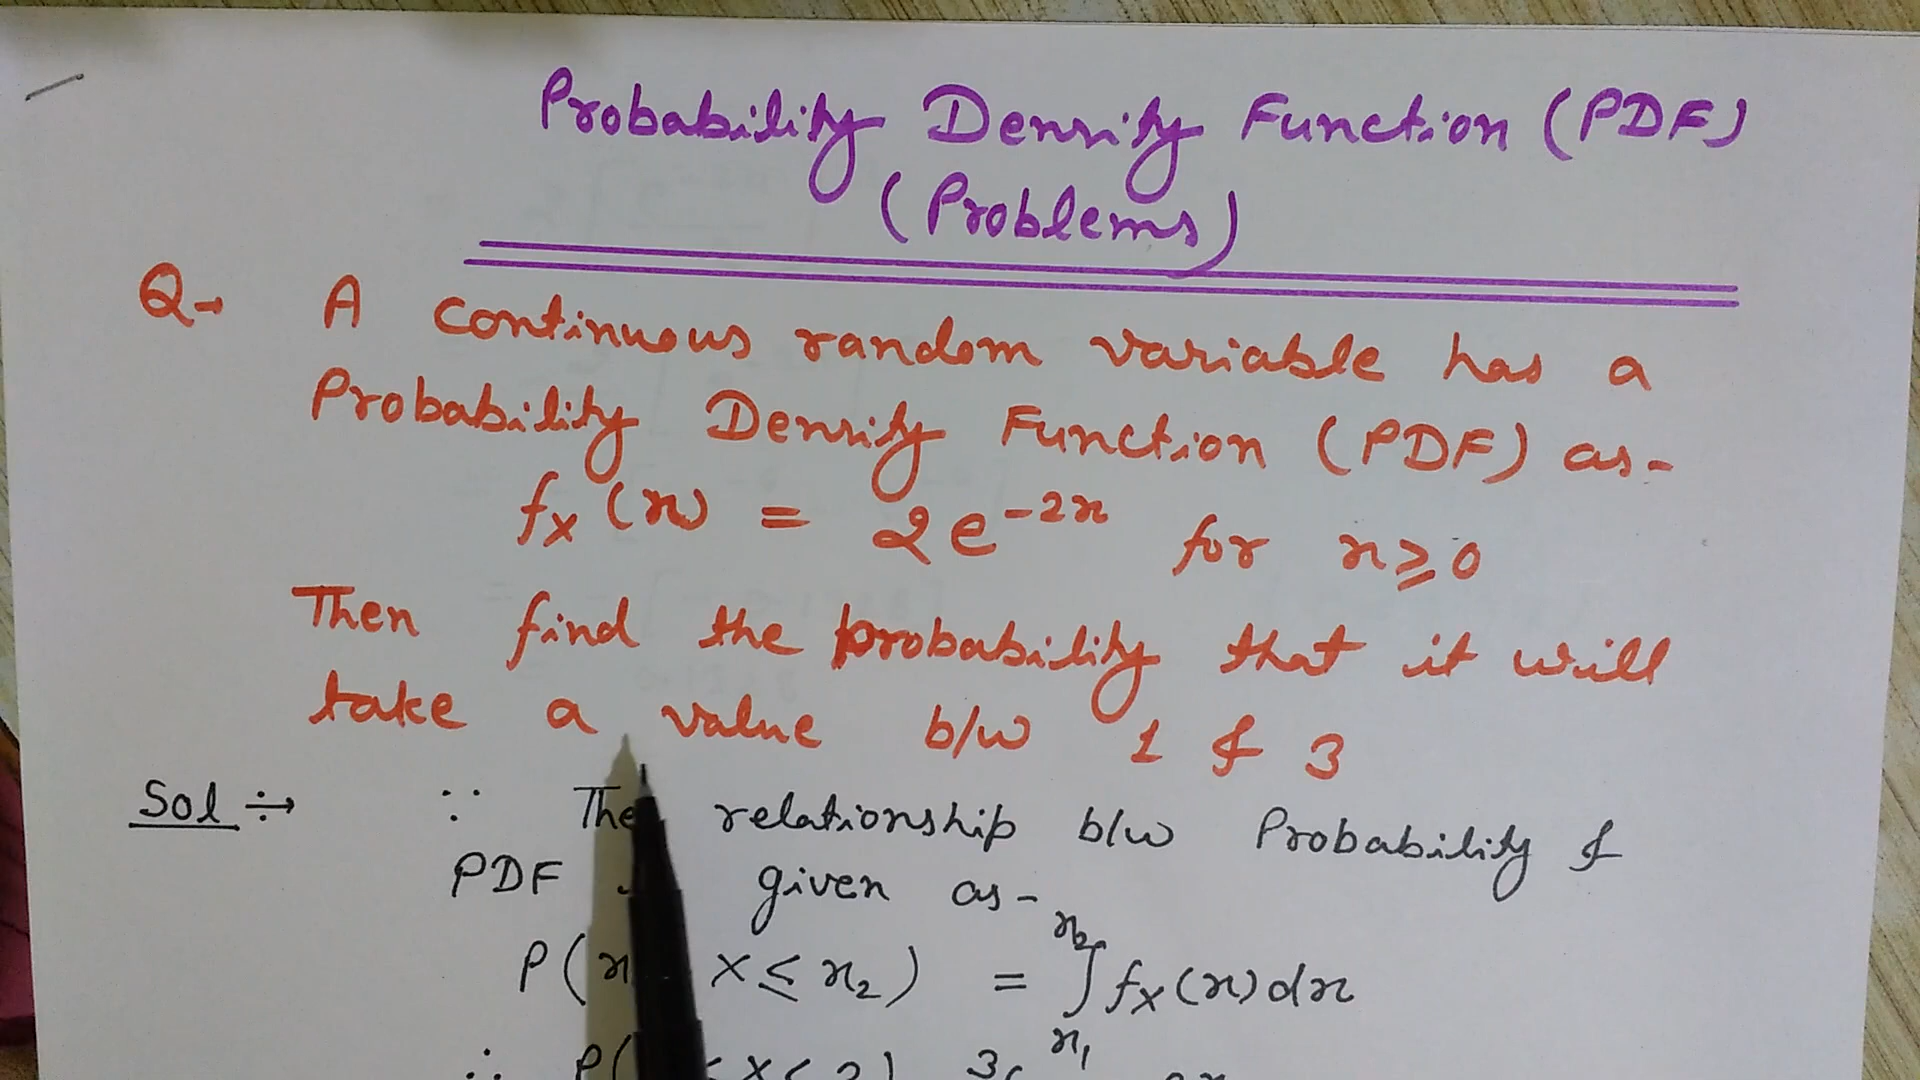 Probability Density Function (PDF)
(Problems)
Q→ A continuous random variable has a
Probability Density Function (PDF) as-
fx (x) = 2e^-2x for x ≥ 0
Then find the probability that it will
take a value b/w 1 & 3
Sol ÷→ ∵ The relationship b/w Probability &
PDF given as-
P(x X ≤ x2) = ∫x1^x2 fx (x) dx
∴ P(